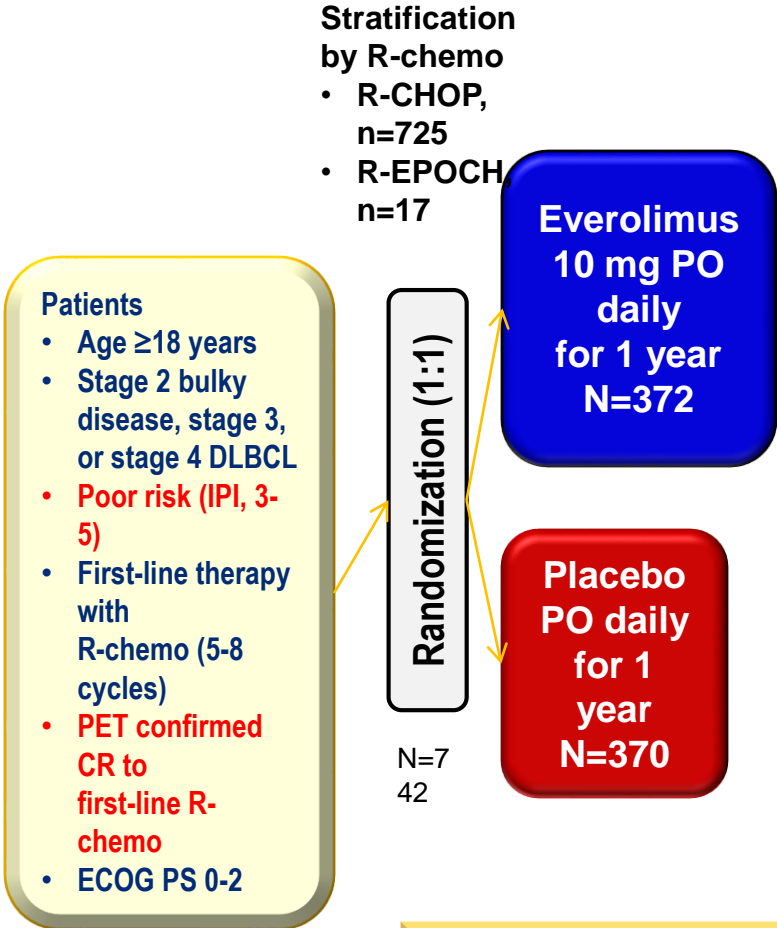 Stratification
by R-chemo
• R-CHOP,
n=725
• R-EPOCH,
n=17
Patients
• Age ≥18 years
• Stage 2 bulky
disease, stage 3,
or stage 4 DLBCL
• Poor risk (IPI, 3-
5)
• First-line therapy
with
R-chemo (5-8
cycles)
• PET confirmed
CR to
first-line R-
chemo
• ECOG PS 0-2
Randomization (1:1)
N=7
42
Everolimus
10 mg PO
daily
for 1 year
N=372
Placebo
PO daily
for 1
year
N=370